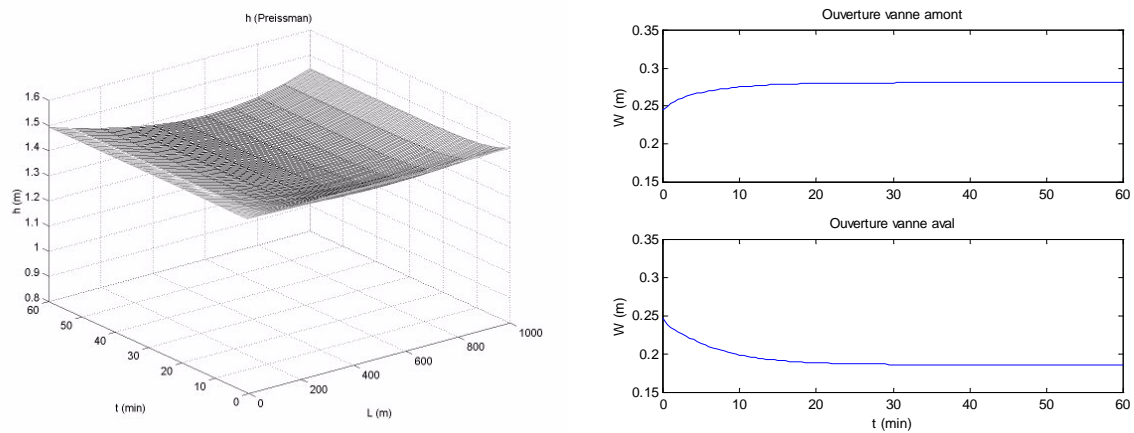 h (Preissman)
1.6
1.5
1.4
1.3
1.2
1.1
1
0.9
0.8
h (m)
60
50
40
30
20
10
0
t (min)
0
200
400
600
800
1000
L (m)
Ouverture vanne amont
0.35
0.3
0.25
0.2
0.15
W (m)
0 10 20 30 40 50 60
Ouverture vanne aval
0.35
0.3
0.25
0.2
0.15
W (m)
0 10 20 30 40 50 60
t (min)